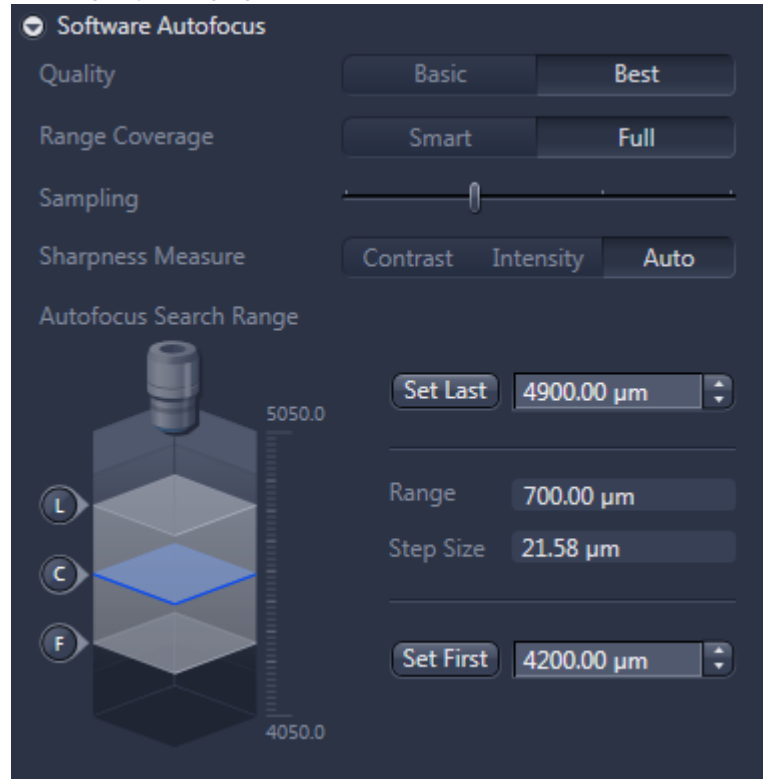 Software Autofocus
Quality Basic Best
Range Coverage Smart Full
Sampling
Sharpness Measure Contrast Intensity Auto
Autofocus Search Range
Set Last 4900.00 µm
5050.0
L
Range 700.00 µm
Step Size 21.58 µm
C
F
Set First 4200.00 µm
4050.0